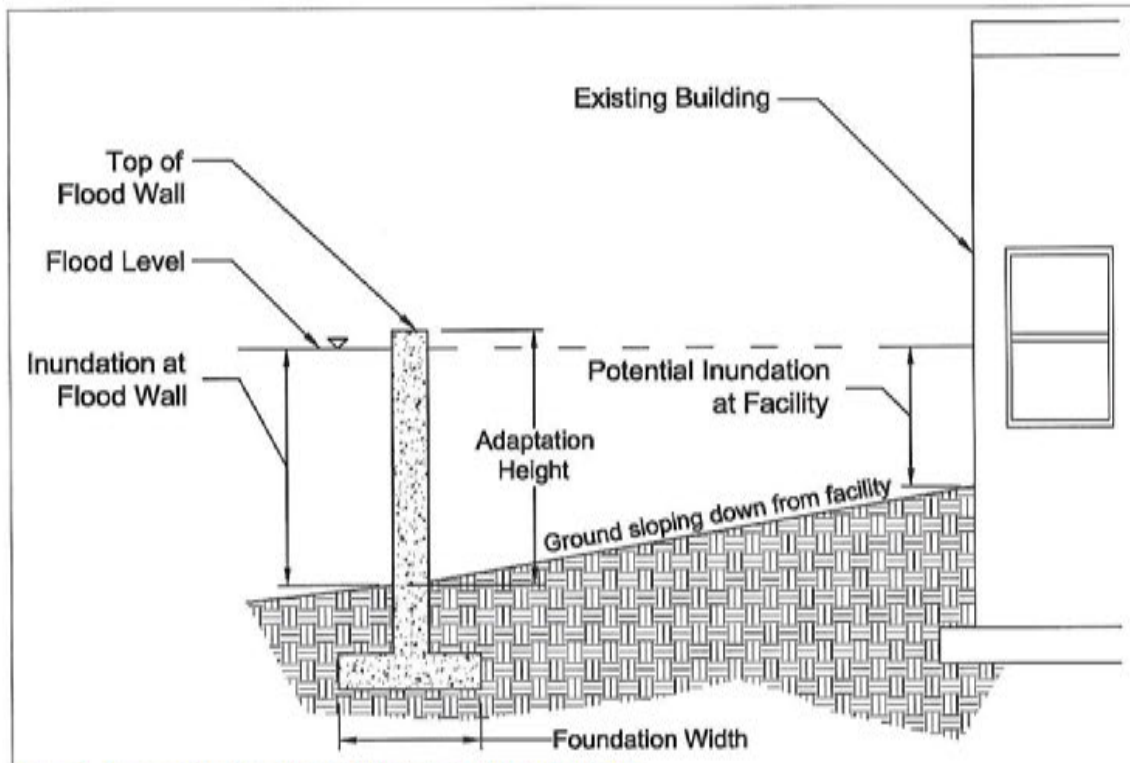 Existing Building
Top of
Flood Wall
Flood Level
Inundation at
Flood Wall
Potential Inundation
at Facility
Adaptation
Height
Ground sloping down from facility
Foundation Width